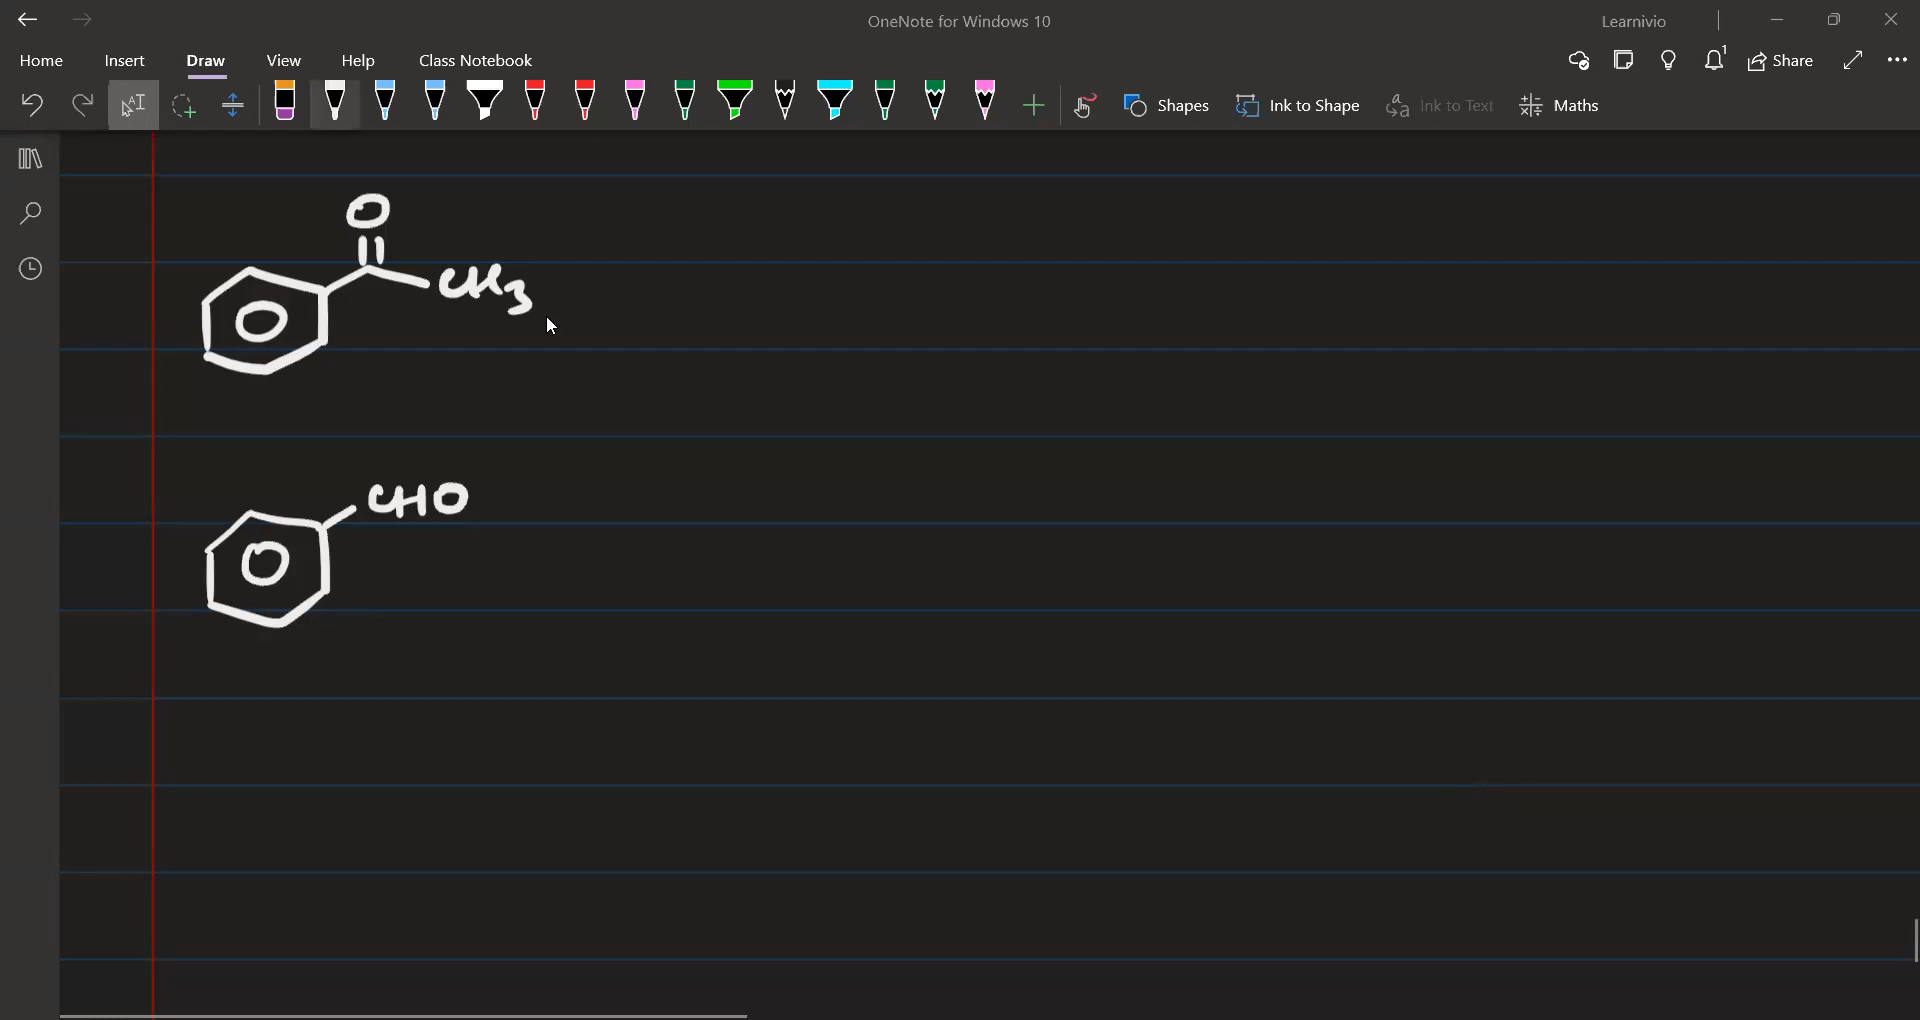 OneNote for Windows 10
Learnivio
Home Insert Draw View Help Class Notebook
1
Share
Shapes Ink to Shape Ink to Text Maths
O
CH3
CHO